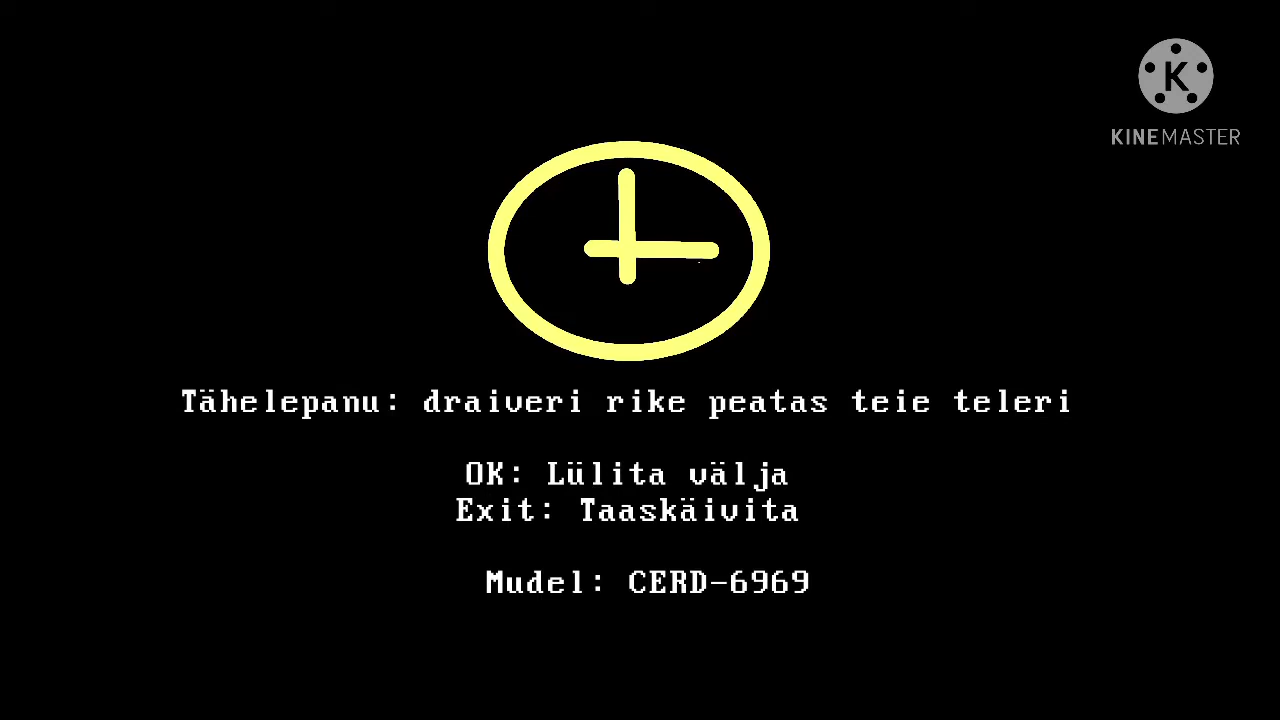 K
KINEMASTER
Tähelepanu: draiveri rike peatas teie teleri
OK: Lülita välja
Exit: Taaskäivita
Mudel: CERD-6969